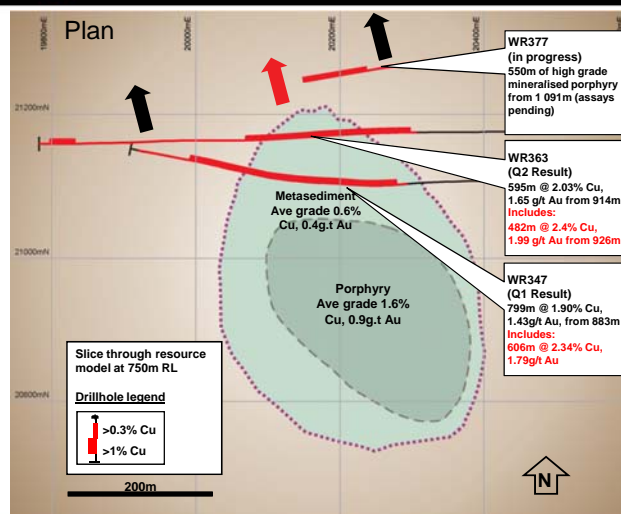 Plan
19800mE
20000mE
20200mE
20400mE
21200mN
21000mN
20800mN
WR377
(in progress)
550m of high grade
mineralised porphyry
from 1 091m (assays
pending)
WR363
(Q2 Result)
595m @ 2.03% Cu,
1.65 g/t Au from 914m
Includes:
482m @ 2.4% Cu,
1.99 g/t Au from 926m
WR347
(Q1 Result)
799m @ 1.90% Cu,
1.43g/t Au, from 883m
Includes:
606m @ 2.34% Cu,
1.79g/t Au
Metasediment
Ave grade 0.6%
Cu, 0.4g.t Au
Porphyry
Ave grade 1.6%
Cu, 0.9g.t Au
Slice through resource
model at 750m RL
Drillhole legend
>0.3% Cu
>1% Cu
200m
N